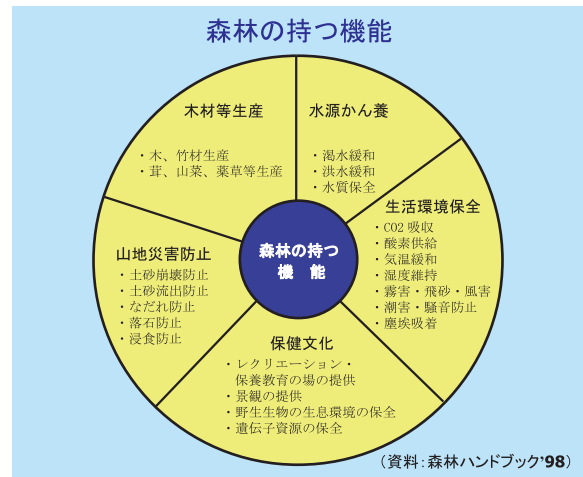 森林の持つ機能
木材等生産
・木、竹材生産
・茸、山菜、薬草等生産
水源かん養
・渇水緩和
・洪水緩和
・水質保全
生活環境保全
・CO2 吸収
・酸素供給
・気温緩和
・湿度維持
・霧害・飛砂・風害
・潮害・騒音防止
・塵埃吸着
山地災害防止
・土砂崩壊防止
・土砂流出防止
・なだれ防止
・落石防止
・浸食防止
森林の持つ
機 能
保健文化
・レクリエーション・
保養教育の場の提供
・景観の提供
・野生生物の生息環境の保全
・遺伝子資源の保全
（資料：森林ハンドブック'98）